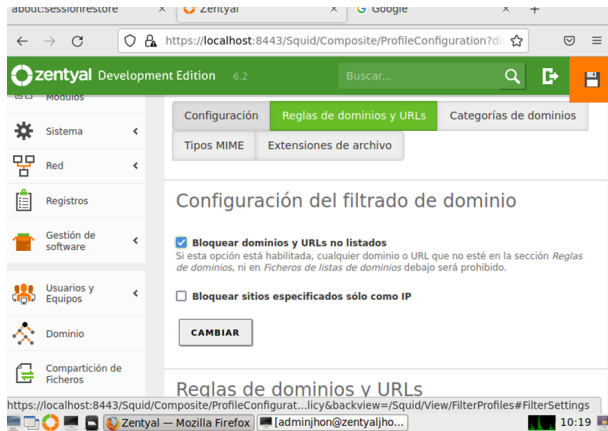 about:sessionrestore × Zentyal × Google × +
https://localhost:8443/Squid/Composite/ProfileConfiguration?di
zentyal Development Edition 6.2 Buscar...
Módulos
Sistema
Red
Registros
Gestión de
software
Usuarios y
Equipos
Dominio
Compartición de
Ficheros
Configuración Reglas de dominios y URLs Categorías de dominios
Tipos MIME Extensiones de archivo
Configuración del filtrado de dominio
Bloquear dominios y URLs no listados
Si esta opción está habilitada, cualquier dominio o URL que no esté en la sección Reglas
de dominios, ni en Ficheros de listas de dominios debajo será prohibido.
Bloquear sitios especificados sólo como IP
CAMBIAR
Reglas de dominios y URLs
https://localhost:8443/Squid/Composite/ProfileConfigurat...licy&backview=/Squid/View/FilterProfiles#FilterSettings
Zentyal — Mozilla Firefox [adminjhon@zentyaljho... 10:19